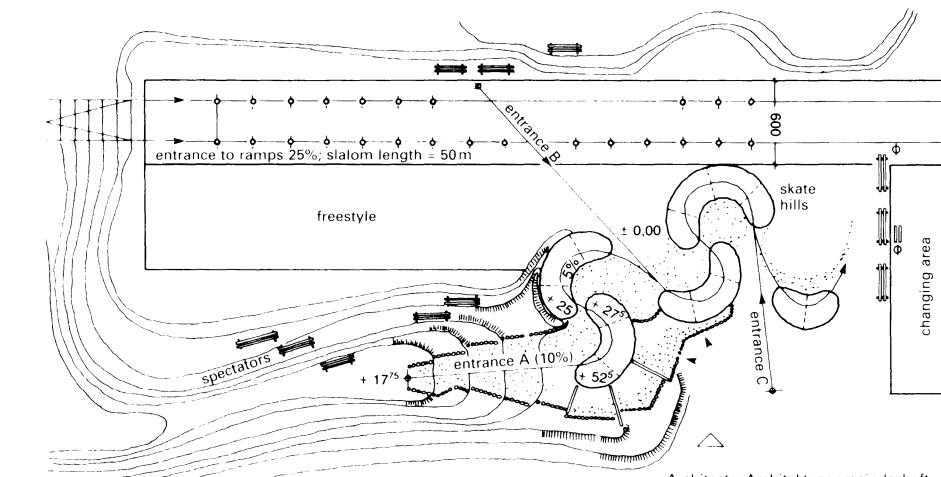 entrance B
600
entrance to ramps 25%; slalom length = 50 m
skate
hills
freestyle
± 0,00
5%
+ 25
+ 27⁵
changing area
spectators
entrance A (10%)
entrance C
+ 17⁷⁵
+ 52⁵